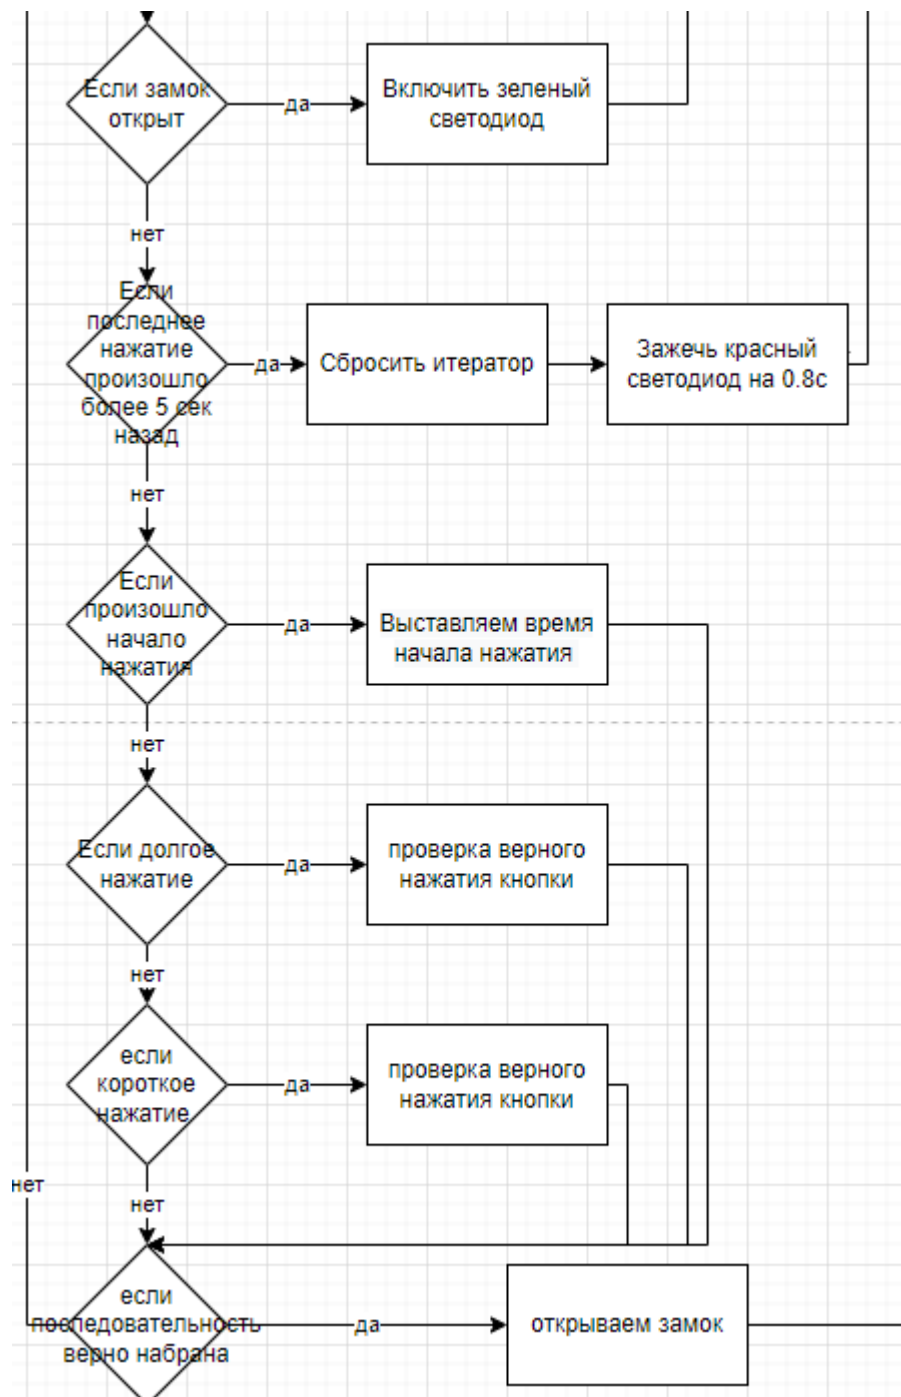 Если замок
открыт
да
Включить зеленый
светодиод
нет
Если
последнее
нажатие
произошло
более 5 сек
назад
да
Сбросить итератор
Зажечь красный
светодиод на 0.8с
нет
Если
произошло
начало
нажатия
да
Выставляем время
начала нажатия
нет
Если долгое
нажатие
да
проверка верного
нажатия кнопки
нет
если
короткое
нажатие
да
проверка верного
нажатия кнопки
нет
нет
если
последовательность
верно набрана
да
открываем замок